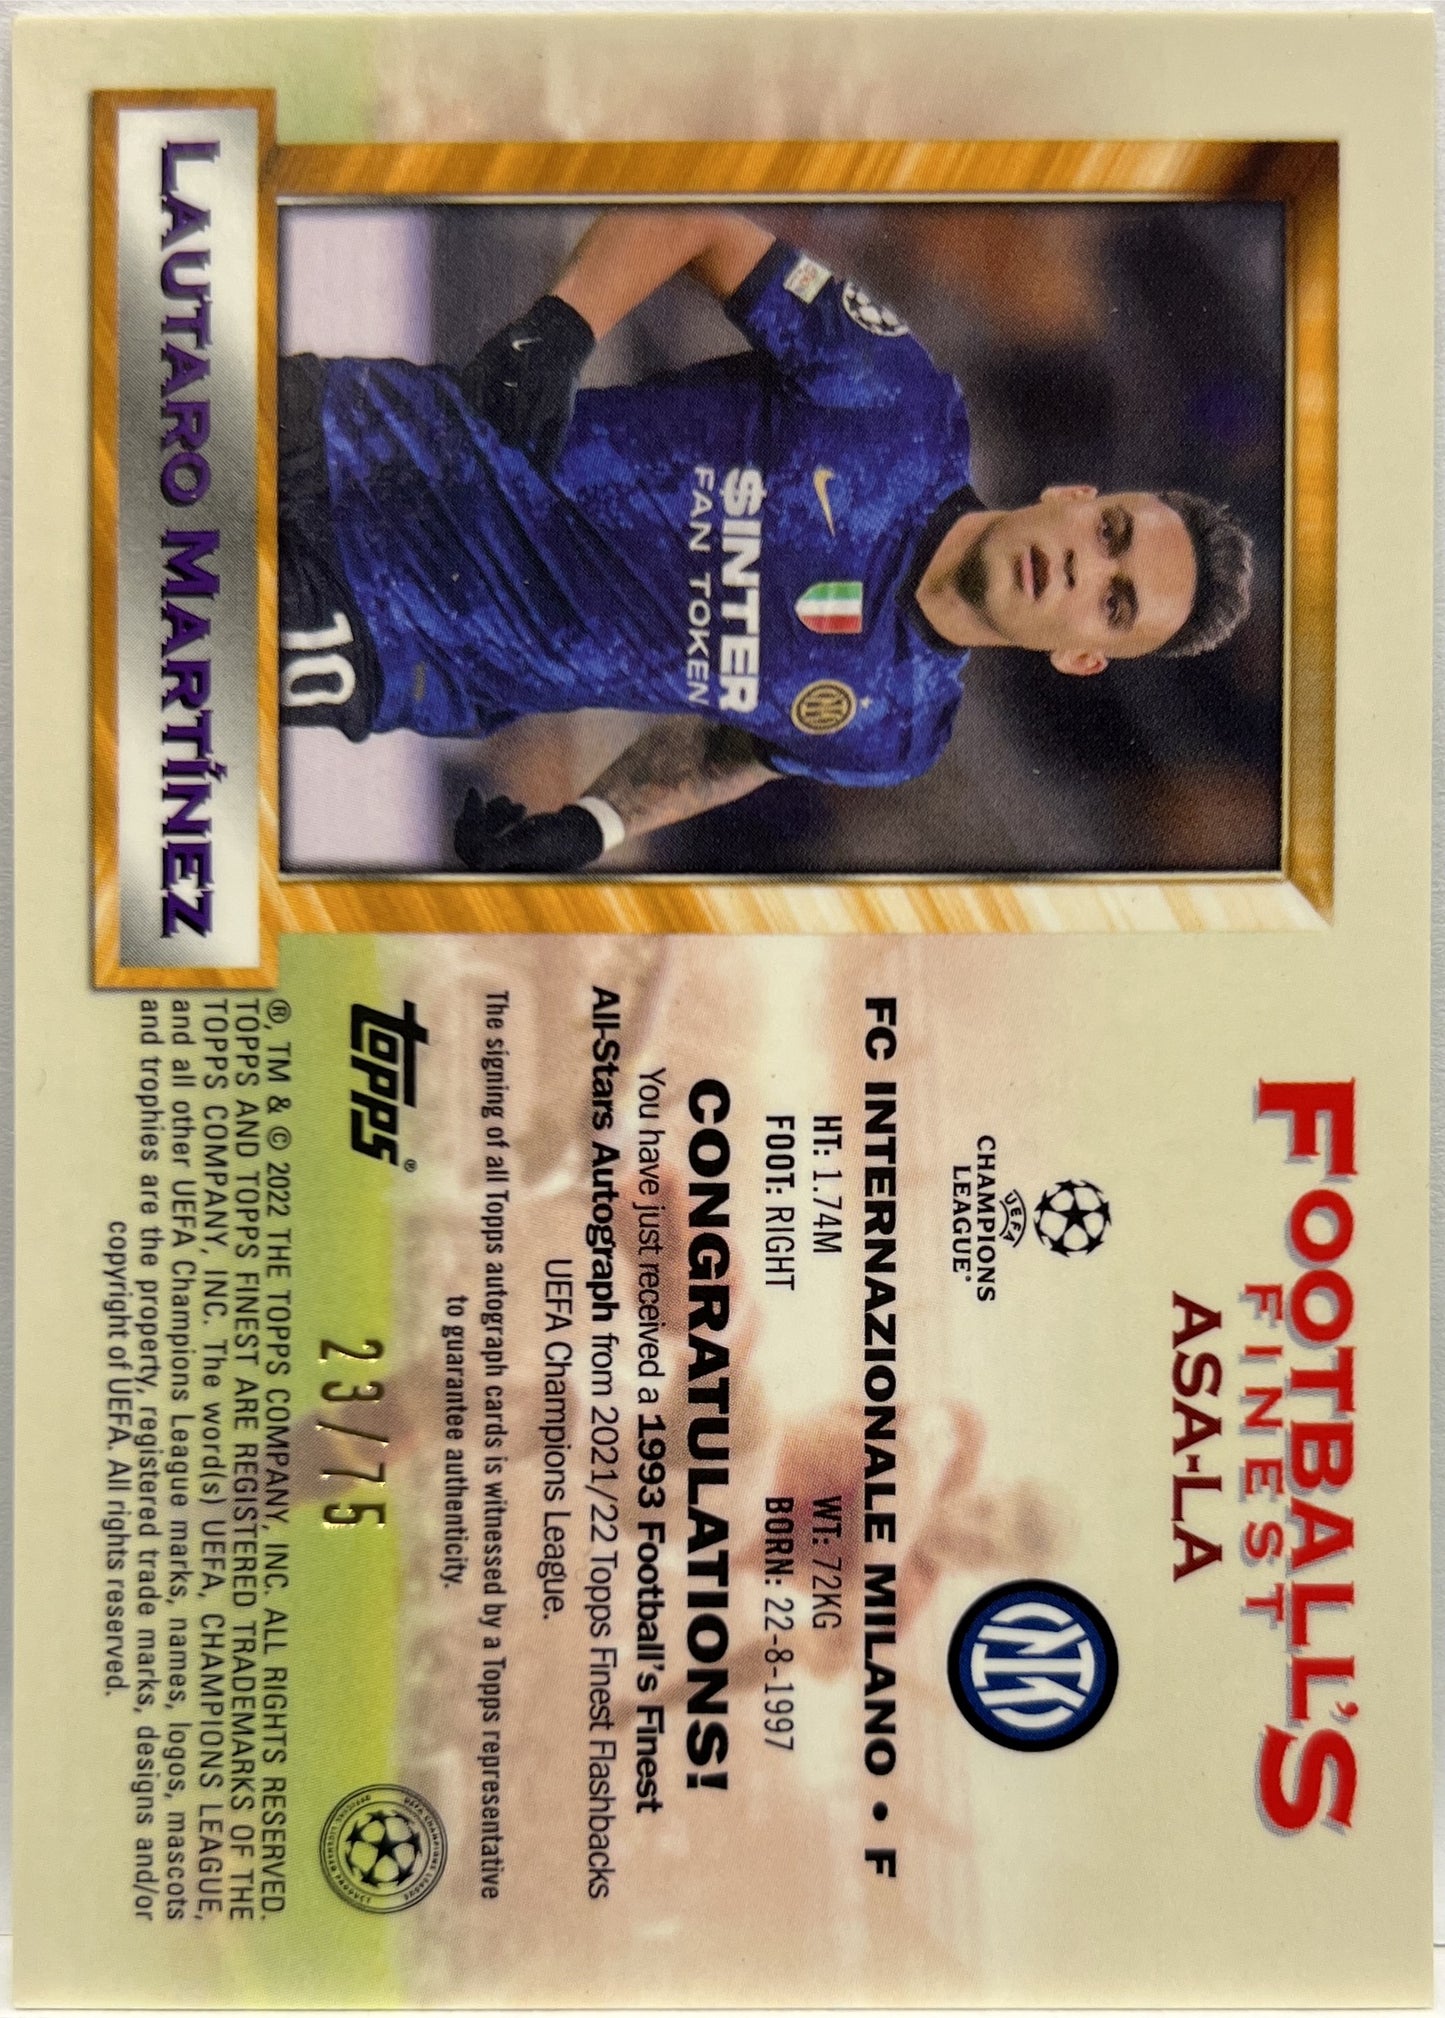 FOOTBALL'S
FINEST
ASA-LA
UEFA
CHAMPIONS
LEAGUE®
FC INTERNAZIONALE MILANO • F
HT: 1.74M WT: 72KG
FOOT: RIGHT BORN: 22-8-1997
CONGRATULATIONS!
You have just received a 1993 Football's Finest
All-Stars Autograph from 2021/22 Topps Finest Flashbacks
UEFA Champions League.
The signing of all Topps autograph cards is witnessed by a Topps representative
to guarantee authenticity.
topps®
23/75
®, TM & © 2022 THE TOPPS COMPANY, INC. ALL RIGHTS RESERVED.
TOPPS AND TOPPS FINEST ARE REGISTERED TRADEMARKS OF THE
TOPPS COMPANY, INC. The word(s) UEFA, CHAMPIONS LEAGUE,
and all other UEFA Champions League marks, names, logos, mascots
and trophies are the property, registered trade marks, designs and/or
copyright of UEFA. All rights reserved.
UEFA CHAMPIONS LEAGUE
OFFICIAL LICENSED PRODUCT
$INTER
FAN TOKEN
10
LAUTARO MARTÍNEZ